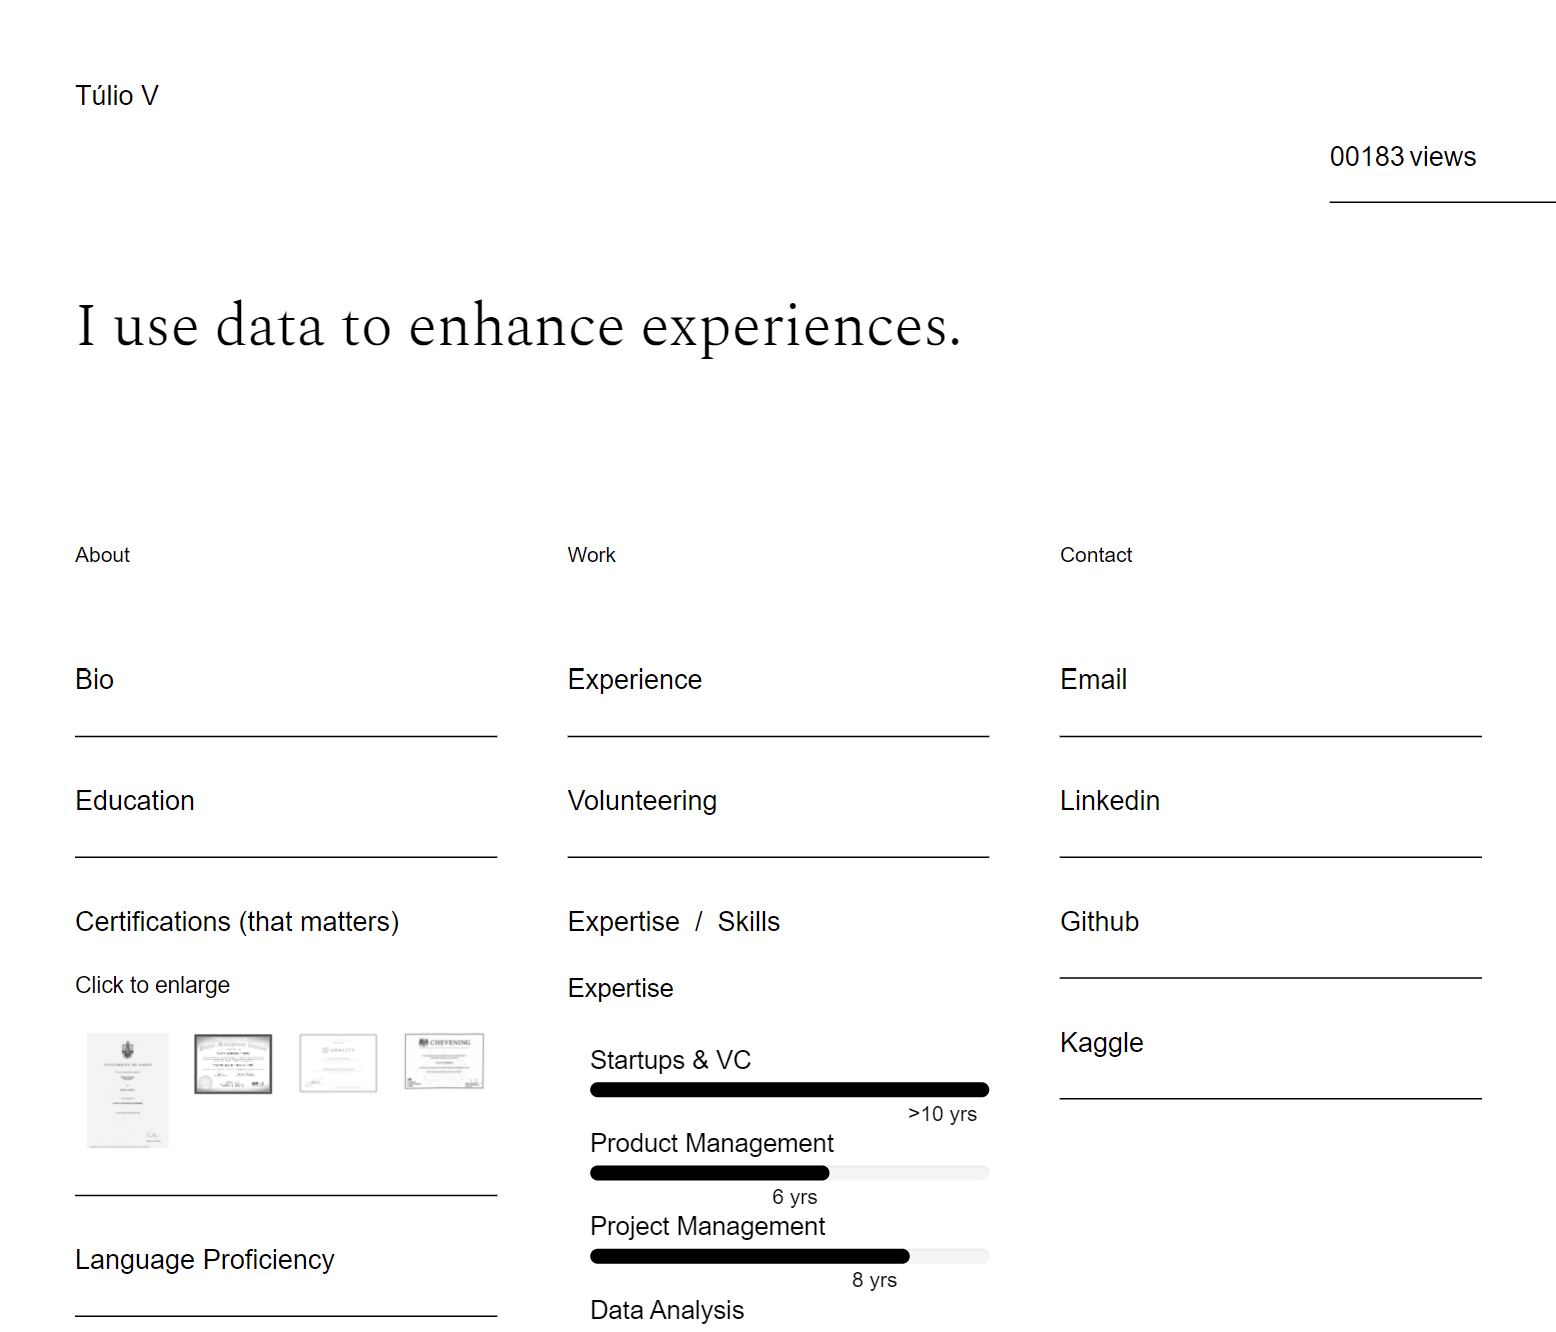 Túlio V
00183 views
I use data to enhance experiences.
About
Work
Contact
Bio
Experience
Email
Education
Volunteering
Linkedin
Certifications (that matters)
Expertise / Skills
Github
Click to enlarge
Expertise
CHEVENING
Kaggle
Startups & VC
>10 yrs
Product Management
6 yrs
Project Management
8 yrs
Language Proficiency
Data Analysis